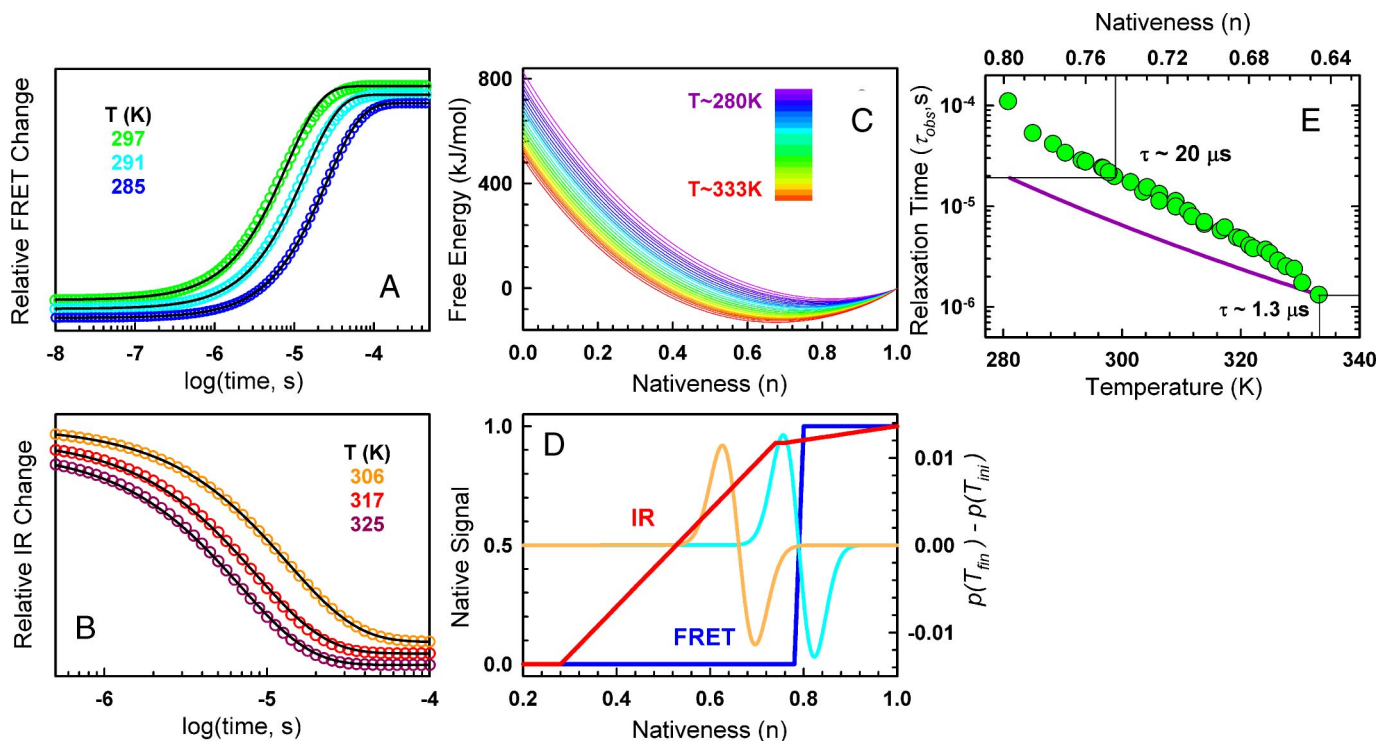 Relative FRET Change
T (K)
297
291
285
A
-8
-7
-6
-5
-4
log(time, s)
Relative IR Change
T (K)
306
317
325
B
-6
-5
-4
log(time, s)
Free Energy (kJ/mol)
800
400
0
T~280K
T~333K
C
0.0
0.2
0.4
0.6
0.8
1.0
Nativeness (n)
Native Signal
1.0
0.5
0.0
D
IR
FRET
0.01
0.00
-0.01
p(T_fin) - p(T_ini)
0.2
0.4
0.6
0.8
1.0
Nativeness (n)
Nativeness (n)
0.80
0.76
0.72
0.68
0.64
Relaxation Time (τ_obs,s)
10⁻⁴
10⁻⁵
10⁻⁶
E
τ ~ 20 µs
τ ~ 1.3 µs
280
300
320
340
Temperature (K)